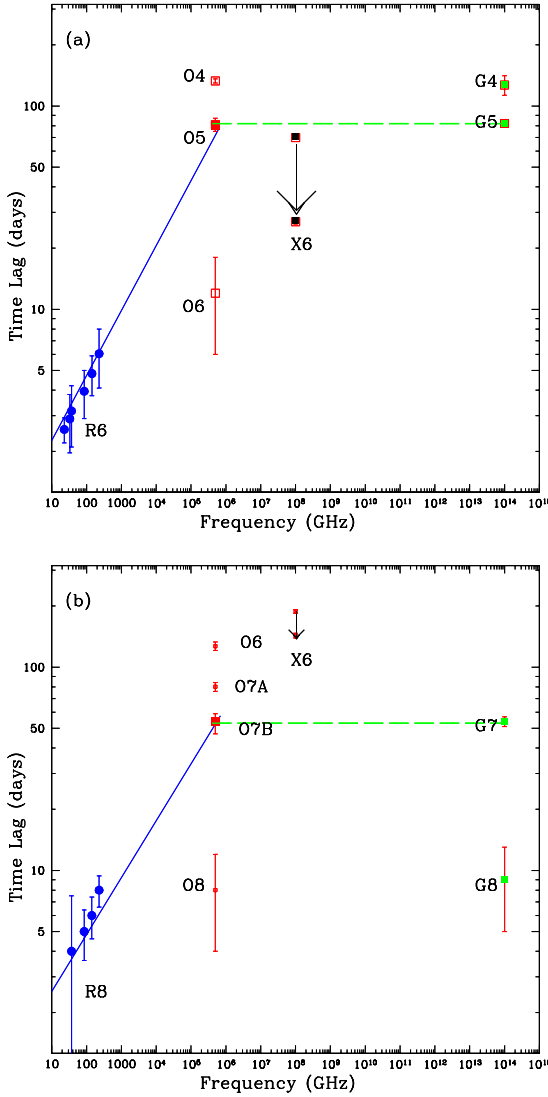 (a)
O4
G4
100
G5
O5
50
X6
O6
10
5
R6
Time Lag (days)
10 100 1000 10⁴ 10⁵ 10⁶ 10⁷ 10⁸ 10⁹ 10¹⁰ 10¹¹ 10¹² 10¹³ 10¹⁴ 10¹⁵
Frequency (GHz)
(b)
O6
X6
100
O7A
G7
50
O7B
10
O8
G8
5
R8
Time Lag (days)
10 100 1000 10⁴ 10⁵ 10⁶ 10⁷ 10⁸ 10⁹ 10¹⁰ 10¹¹ 10¹² 10¹³ 10¹⁴ 10¹⁵
Frequency (GHz)